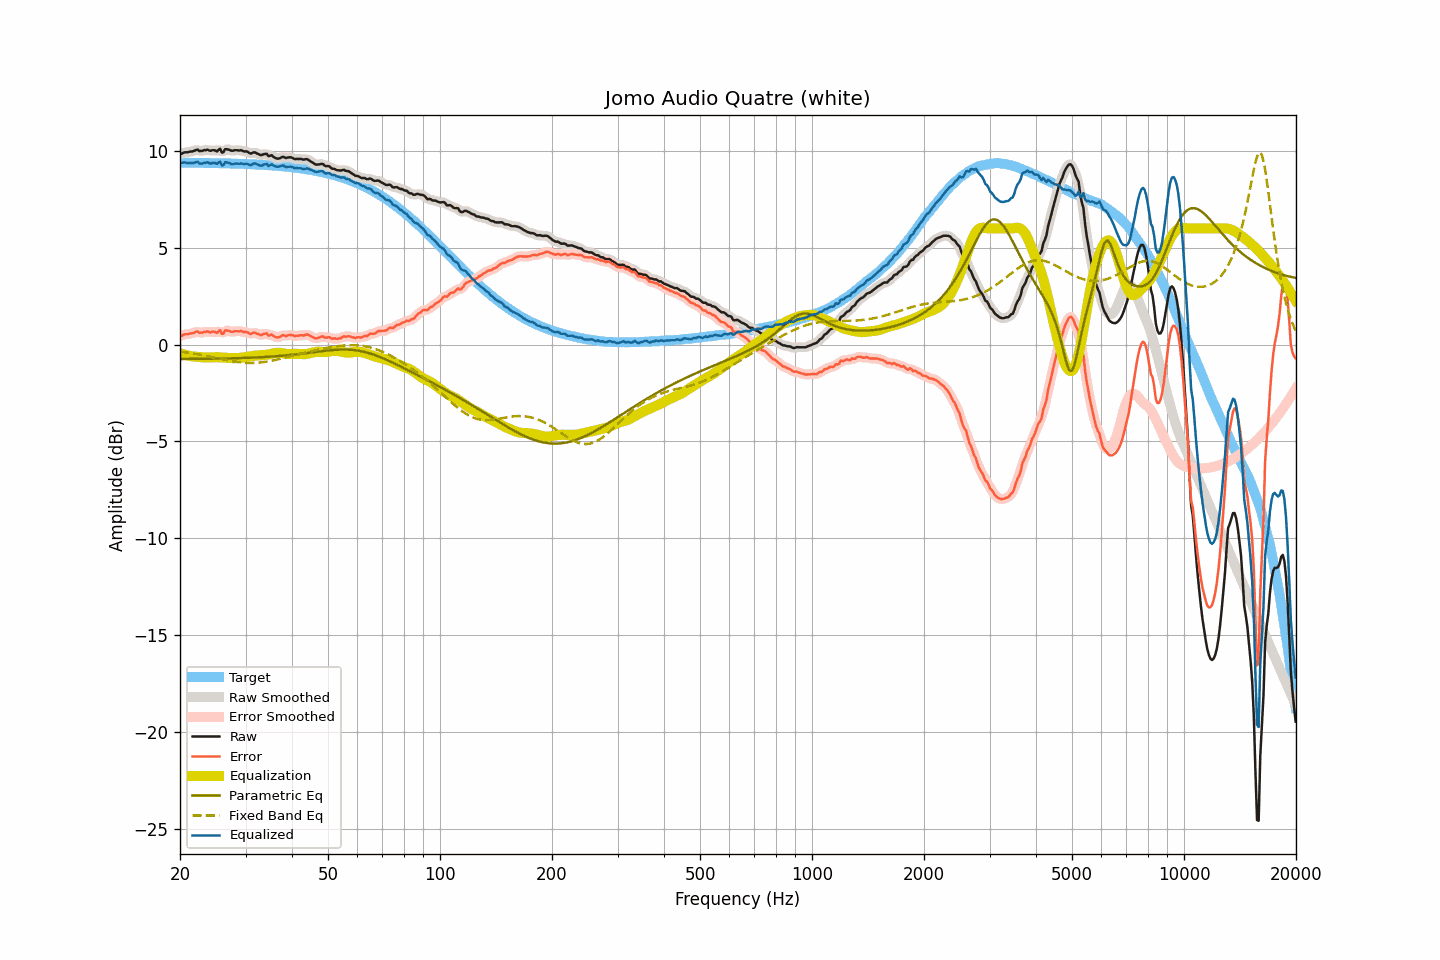 Jomo Audio Quatre (white)
Amplitude (dBr)
10
5
0
−5
−10
−15
−20
−25
Target
Raw Smoothed
Error Smoothed
Raw
Error
Equalization
Parametric Eq
Fixed Band Eq
Equalized
20 50 100 200 500 1000 2000 5000 10000 20000
Frequency (Hz)